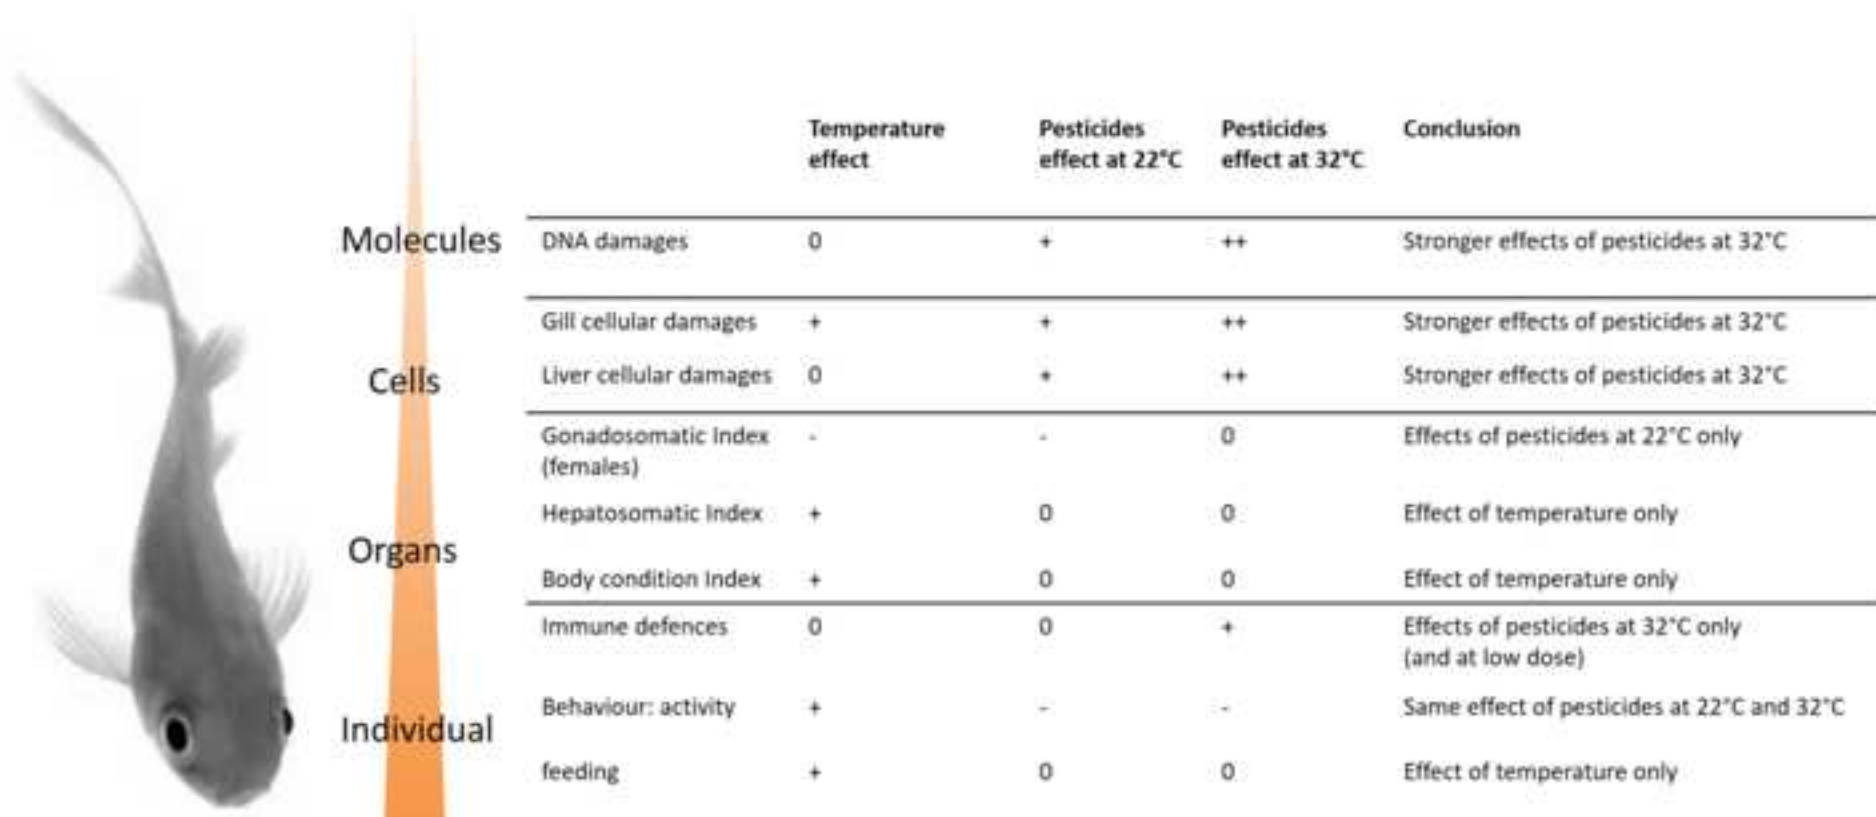 Temperature effect Pesticides effect at 22°C Pesticides effect at 32°C Conclusion
Molecules DNA damages 0 + ++ Stronger effects of pesticides at 32°C
Gill cellular damages + + ++ Stronger effects of pesticides at 32°C
Cells Liver cellular damages 0 + ++ Stronger effects of pesticides at 32°C
Gonadosomatic Index (females) - - 0 Effects of pesticides at 22°C only
Hepatosomatic Index + 0 0 Effect of temperature only
Organs
Body condition Index + 0 0 Effect of temperature only
Immune defences 0 0 + Effects of pesticides at 32°C only
(and at low dose)
Behaviour: activity + - - Same effect of pesticides at 22°C and 32°C
Individual
feeding + 0 0 Effect of temperature only